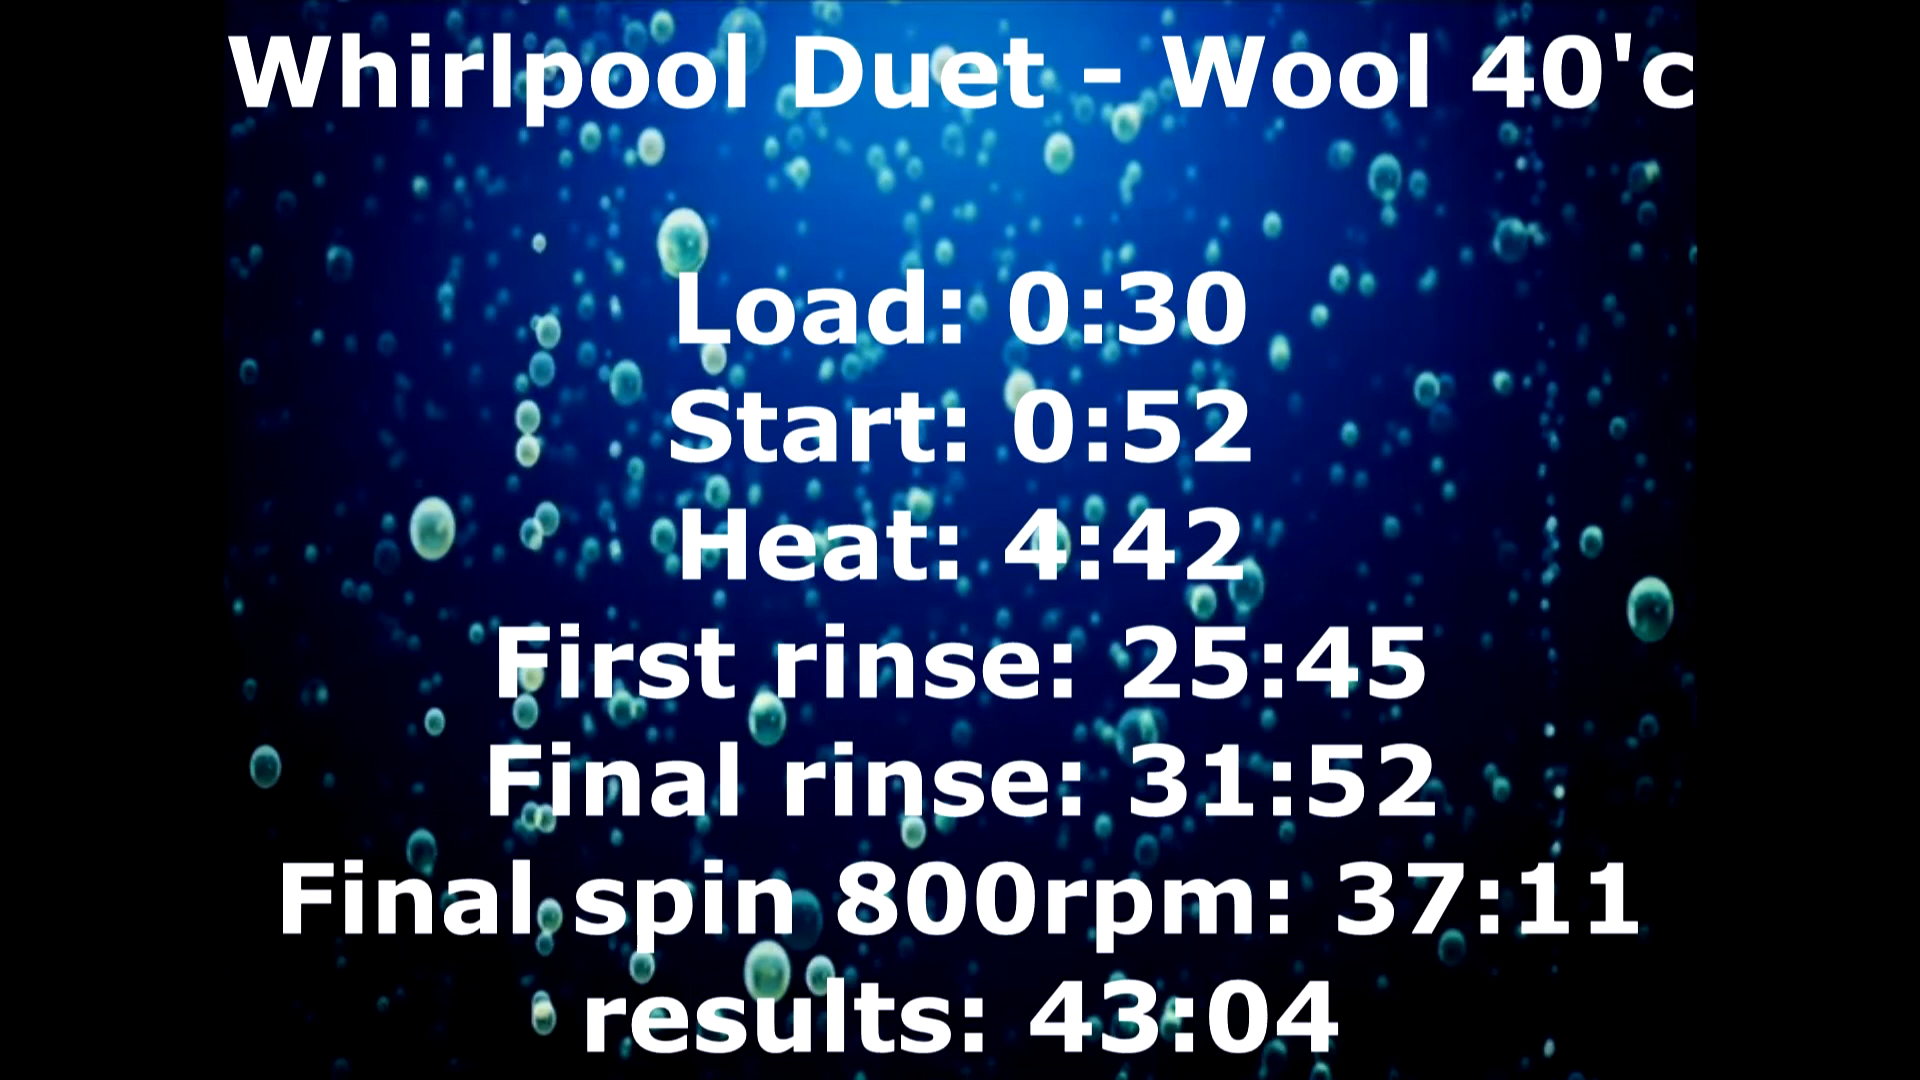 Whirlpool Duet - Wool 40'c
Load: 0:30
Start: 0:52
Heat: 4:42
First rinse: 25:45
Final rinse: 31:52
Final spin 800rpm: 37:11
results: 43:04